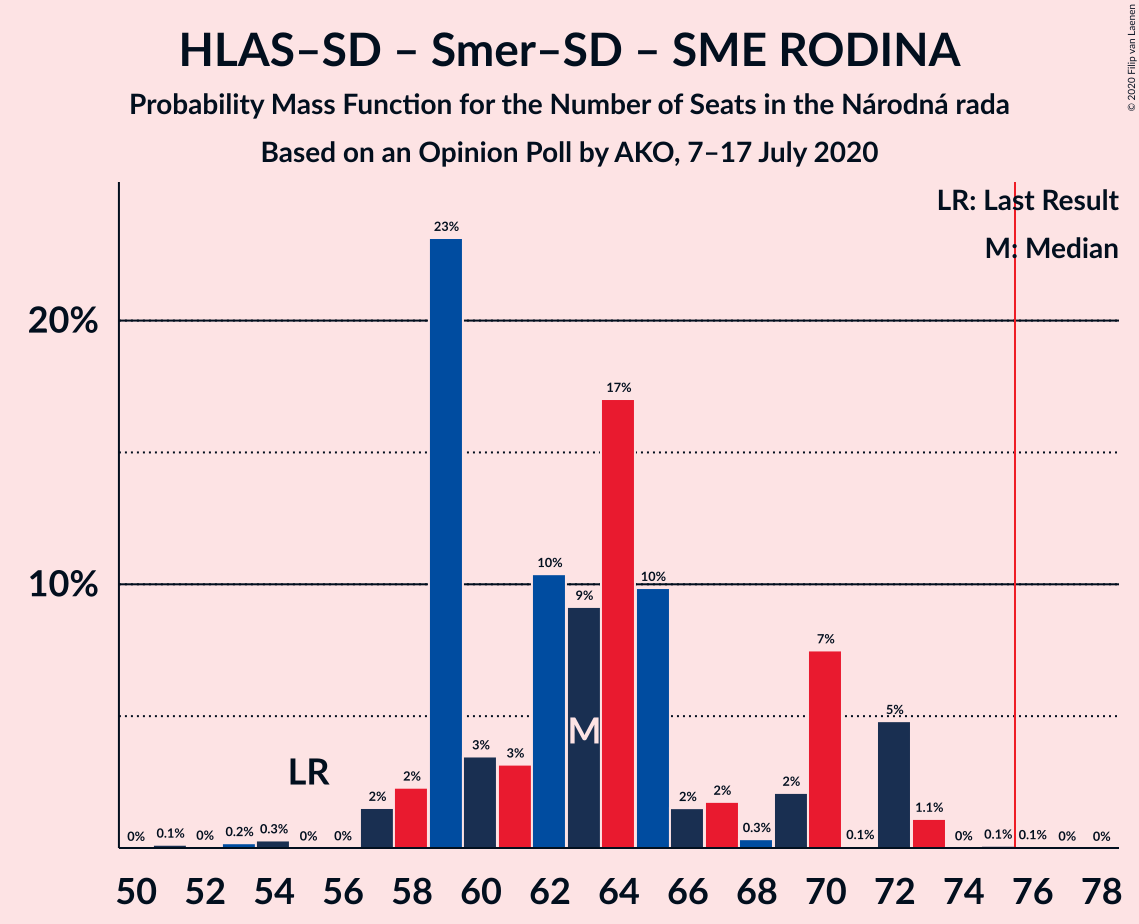 HLAS–SD – Smer–SD – SME RODINA
Probability Mass Function for the Number of Seats in the Národná rada
Based on an Opinion Poll by AKO, 7–17 July 2020
© 2020 Filip van Laenen
LR: Last Result
M: Median
20%
10%
0% 0.1% 0% 0.2% 0.3% 0% 0% 2% 2% 23% 3% 3% 10% 9% 17% 10% 2% 2% 0.3% 2% 7% 0.1% 5% 1.1% 0% 0.1% 0.1% 0% 0%
LR
M
50 52 54 56 58 60 62 64 66 68 70 72 74 76 78